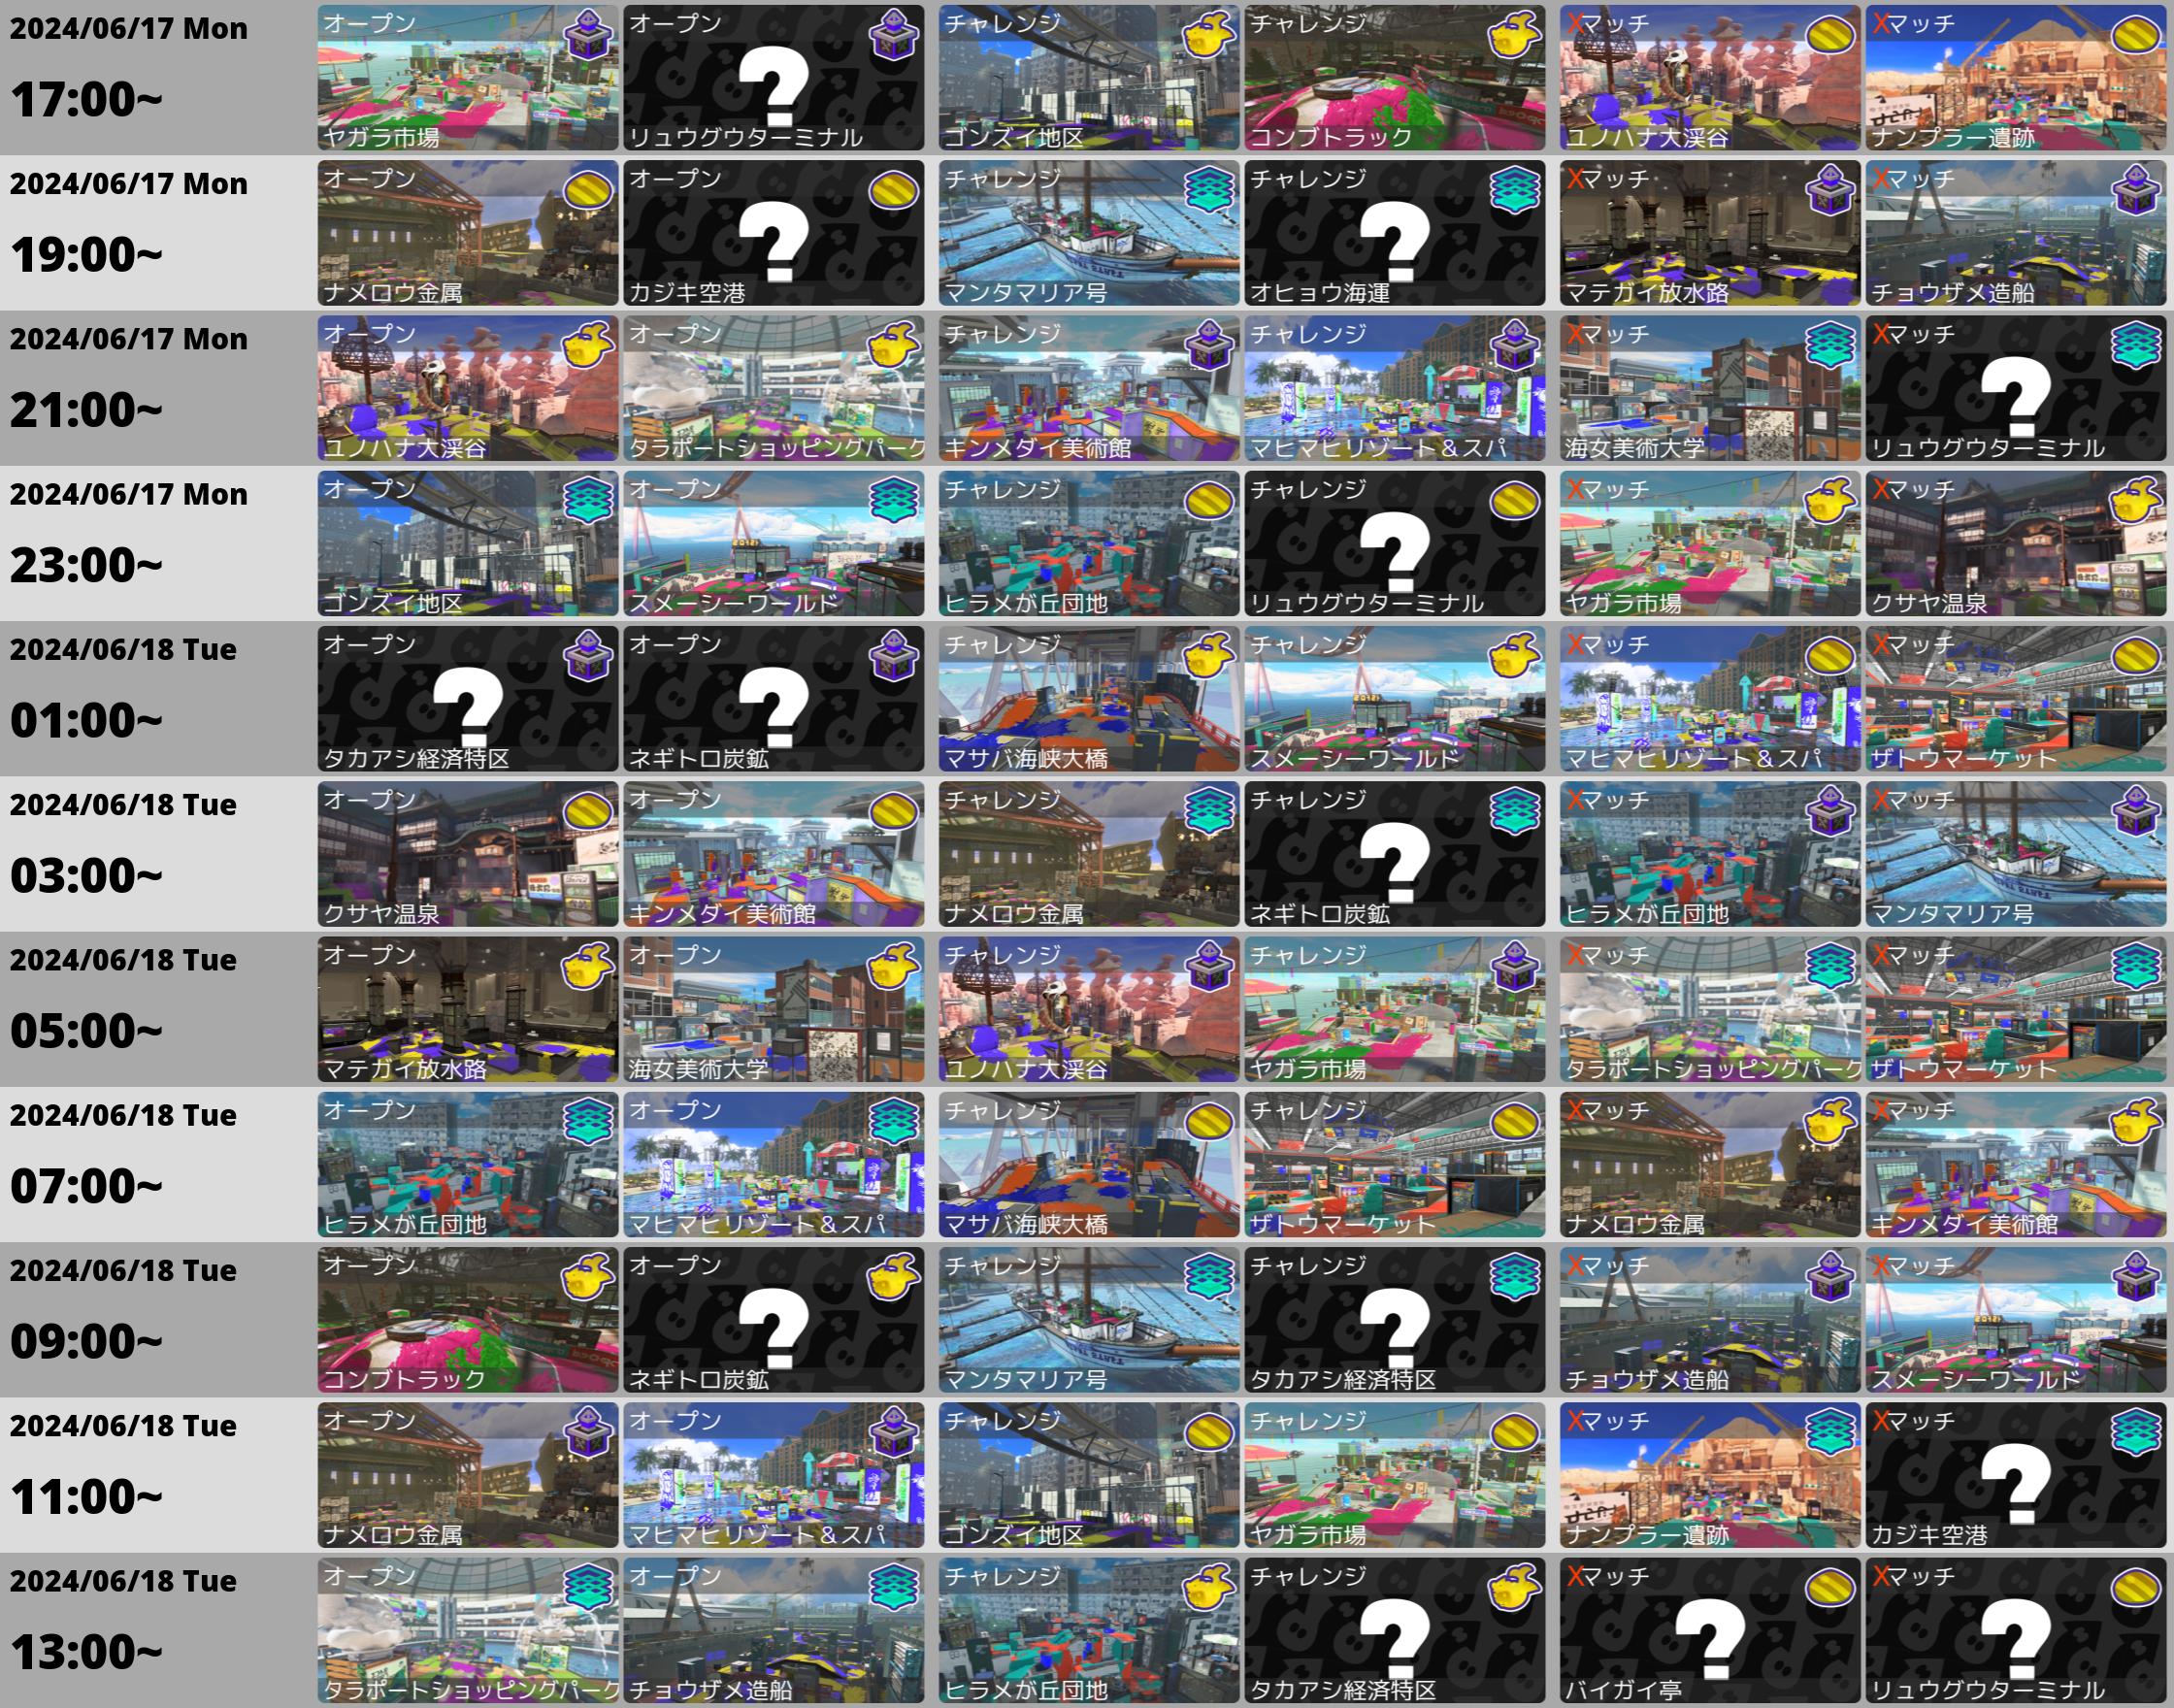 2024/06/17 Mon
17:00~
オープン
ヤガラ市場
オープン
リュウグウターミナル
チャレンジ
ゴンズイ地区
チャレンジ
コンブトラック
Xマッチ
ユノハナ大渓谷
Xマッチ
ナンプラー遺跡
2024/06/17 Mon
19:00~
オープン
ナメロウ金属
オープン
カジキ空港
チャレンジ
マンタマリア号
チャレンジ
オヒョウ海運
Xマッチ
マテガイ放水路
Xマッチ
チョウザメ造船
2024/06/17 Mon
21:00~
オープン
ユノハナ大渓谷
オープン
タラポートショッピングパーク
チャレンジ
キンメダイ美術館
チャレンジ
マヒマヒリゾート&スパ
Xマッチ
海女美術大学
Xマッチ
リュウグウターミナル
2024/06/17 Mon
23:00~
オープン
ゴンズイ地区
オープン
スメーシーワールド
チャレンジ
ヒラメが丘団地
チャレンジ
リュウグウターミナル
Xマッチ
ヤガラ市場
Xマッチ
クサヤ温泉
2024/06/18 Tue
01:00~
オープン
タカアシ経済特区
オープン
ネギトロ炭鉱
チャレンジ
マサバ海峡大橋
チャレンジ
スメーシーワールド
Xマッチ
マヒマヒリゾート&スパ
Xマッチ
ザトウマーケット
2024/06/18 Tue
03:00~
オープン
クサヤ温泉
オープン
キンメダイ美術館
チャレンジ
ナメロウ金属
チャレンジ
ネギトロ炭鉱
Xマッチ
ヒラメが丘団地
Xマッチ
マンタマリア号
2024/06/18 Tue
05:00~
オープン
マテガイ放水路
オープン
海女美術大学
チャレンジ
ユノハナ大渓谷
チャレンジ
ヤガラ市場
Xマッチ
タラポートショッピングパーク
Xマッチ
ザトウマーケット
2024/06/18 Tue
07:00~
オープン
ヒラメが丘団地
オープン
マヒマヒリゾート&スパ
チャレンジ
マサバ海峡大橋
チャレンジ
ザトウマーケット
Xマッチ
ナメロウ金属
Xマッチ
キンメダイ美術館
2024/06/18 Tue
09:00~
オープン
コンブトラック
オープン
ネギトロ炭鉱
チャレンジ
マンタマリア号
チャレンジ
タカアシ経済特区
Xマッチ
チョウザメ造船
Xマッチ
スメーシーワールド
2024/06/18 Tue
11:00~
オープン
ナメロウ金属
オープン
マヒマヒリゾート&スパ
チャレンジ
ゴンズイ地区
チャレンジ
ヤガラ市場
Xマッチ
ナンプラー遺跡
Xマッチ
カジキ空港
2024/06/18 Tue
13:00~
オープン
タラポートショッピングパーク
オープン
チョウザメ造船
チャレンジ
ヒラメが丘団地
チャレンジ
タカアシ経済特区
Xマッチ
バイガイ亭
Xマッチ
リュウグウターミナル